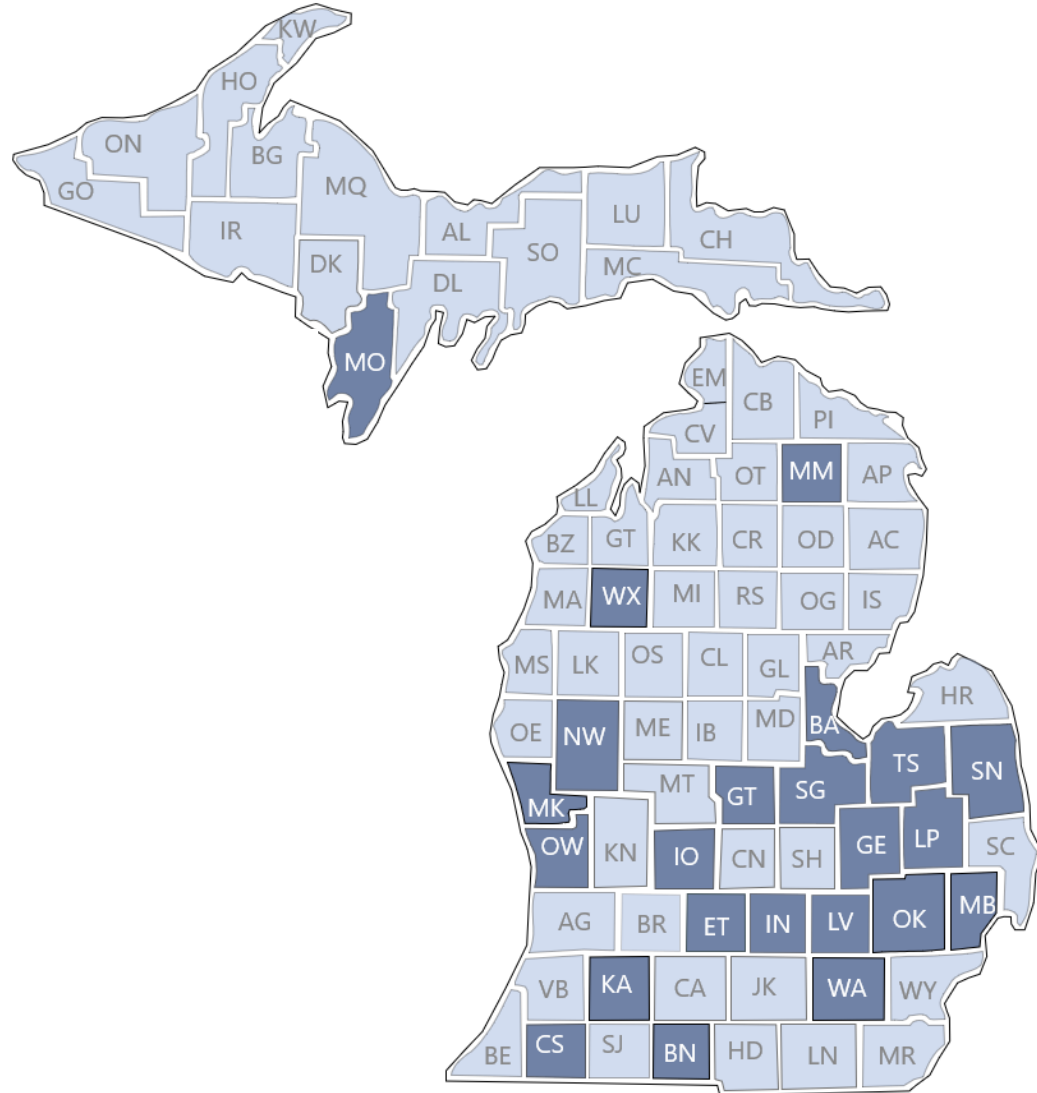 KW
HO
ON
BG
GO
MQ
IR
AL
LU
CH
SO
DK
MC
DL
MO
EM
CB
PI
CV
MM
AN
OT
AP
LL
BZ
GT
KK
CR
OD
AC
MA
WX
MI
RS
OG
IS
MS
LK
OS
CL
GL
AR
HR
OE
NW
ME
IB
MD
BA
TS
SN
MK
MT
GT
SG
OW
KN
IO
CN
SH
GE
LP
SC
AG
BR
ET
IN
LV
OK
MB
VB
KA
CA
JK
WA
WY
BE
CS
SJ
BN
HD
LN
MR